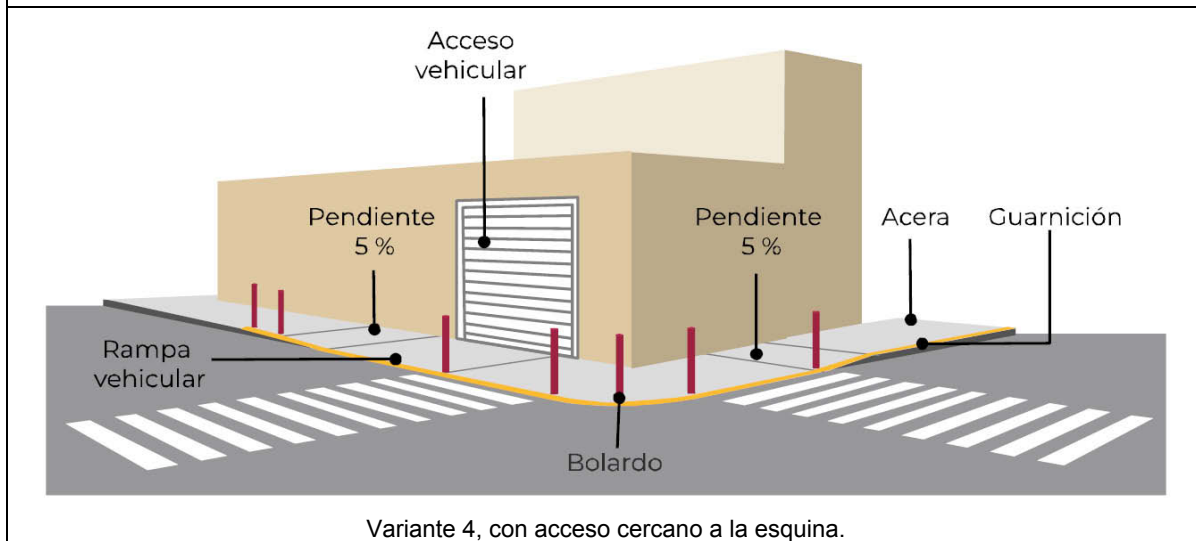 Acceso
vehicular
Pendiente
5 %
Pendiente
5 %
Acera
Guarnición
Rampa
vehicular
Bolardo
Variante 4, con acceso cercano a la esquina.